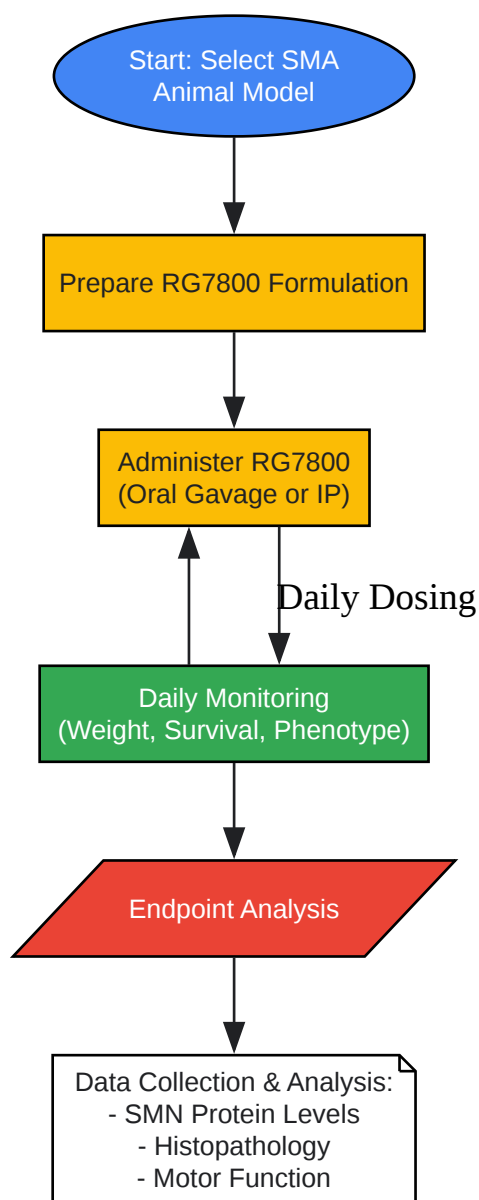 Start: Select SMA
Animal Model
Prepare RG7800 Formulation
Administer RG7800
(Oral Gavage or IP)
Daily Dosing
Daily Monitoring
(Weight, Survival, Phenotype)
Endpoint Analysis
Data Collection & Analysis:
- SMN Protein Levels
- Histopathology
- Motor Function